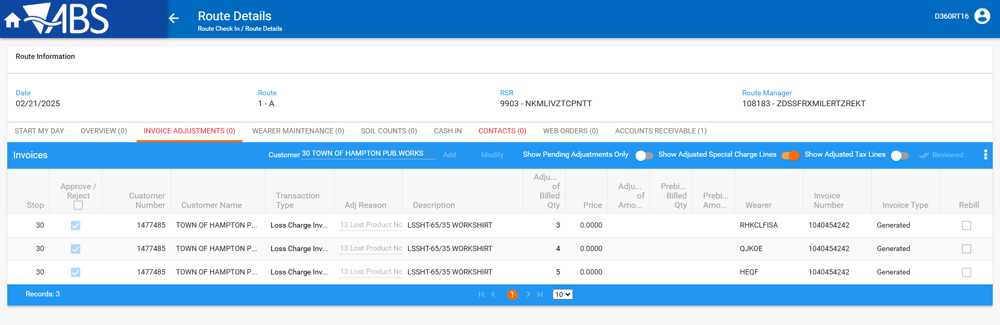 ABS
Route Details
Route Check In / Route Details
D360RT16
Route Information
Date
02/21/2025
Route
1 - A
RSR
9903 - NKMLIVZTCPNTT
Route Manager
108183 - ZDSSFRXMILERTZREKT
START MY DAY OVERVIEW (0) INVOICE ADJUSTMENTS (0) WEARER MAINTENANCE (0) SOIL COUNTS (0) CASH IN CONTACTS (0) WEB ORDERS (0) ACCOUNTS RECEIVABLE (1)
Invoices Customer 30 TOWN OF HAMPTON PUB.WORKS Add Modify Show Pending Adjustments Only Show Adjusted Special Charge Lines Show Adjusted Tax Lines Reviewed
Stop
Approve /
Reject
Customer
Number
Customer Name
Transaction
Type
Adj Reason
Description
Adju...
of
Billed
Qty
Price
Adju...
of
Amo...
Prebi...
Billed
Qty
Prebi...
Amo...
Wearer
Invoice
Number
Invoice Type
Rebill
30 1477485 TOWN OF HAMPTON P... Loss Charge Inv... 13 Lost Product No LSSHT-65/35 WORKSHIRT 3 0.0000 RHKCLFISA 1040454242 Generated
30 1477485 TOWN OF HAMPTON P... Loss Charge Inv... 13 Lost Product No LSSHT-65/35 WORKSHIRT 4 0.0000 QJKOE 1040454242 Generated
30 1477485 TOWN OF HAMPTON P... Loss Charge Inv... 13 Lost Product No LSSHT-65/35 WORKSHIRT 5 0.0000 HEQF 1040454242 Generated
Records: 3 1 10